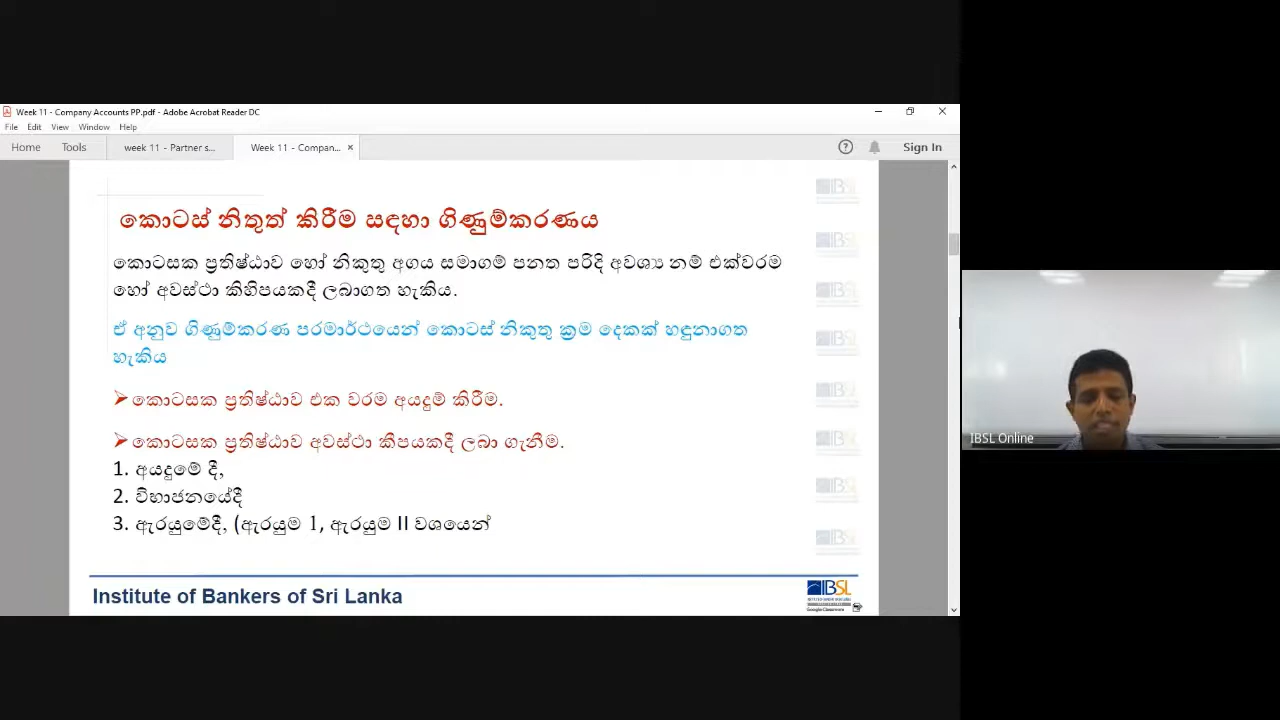 Week 11 - Company Accounts PP.pdf - Adobe Acrobat Reader DC
File Edit View Window Help
Home Tools week 11 - Partner s... Week 11 - Compan... Sign In
කොටස් නිකුත් කිරීම සඳහා ගිණුම්කරණය
කොටසක ප්‍රතිෂ්ඨාව හෝ නිකුතු අගය සමාගම් පනත පරිදි අවශ්‍ය නම් එක්වරම
හෝ අවස්ථා කිහිපයකදී ලබාගත හැකිය.
ඒ අනුව ගිණුම්කරණ පරමාර්ථයෙන් කොටස් නිකුතු ක්‍රම දෙකක් හඳුනාගත
හැකිය
➢ කොටසක ප්‍රතිෂ්ඨාව එක වරම අයදුම් කිරීම.
➢ කොටසක ප්‍රතිෂ්ඨාව අවස්ථා කීපයකදී ලබා ගැනීම.
1. අයදුමේ දී,
2. විභාජනයේදී
3. ඇරයුමේදී, (ඇරයුම 1, ඇරයුම II වශයෙන්
Institute of Bankers of Sri Lanka
IBSL
IBSL Online